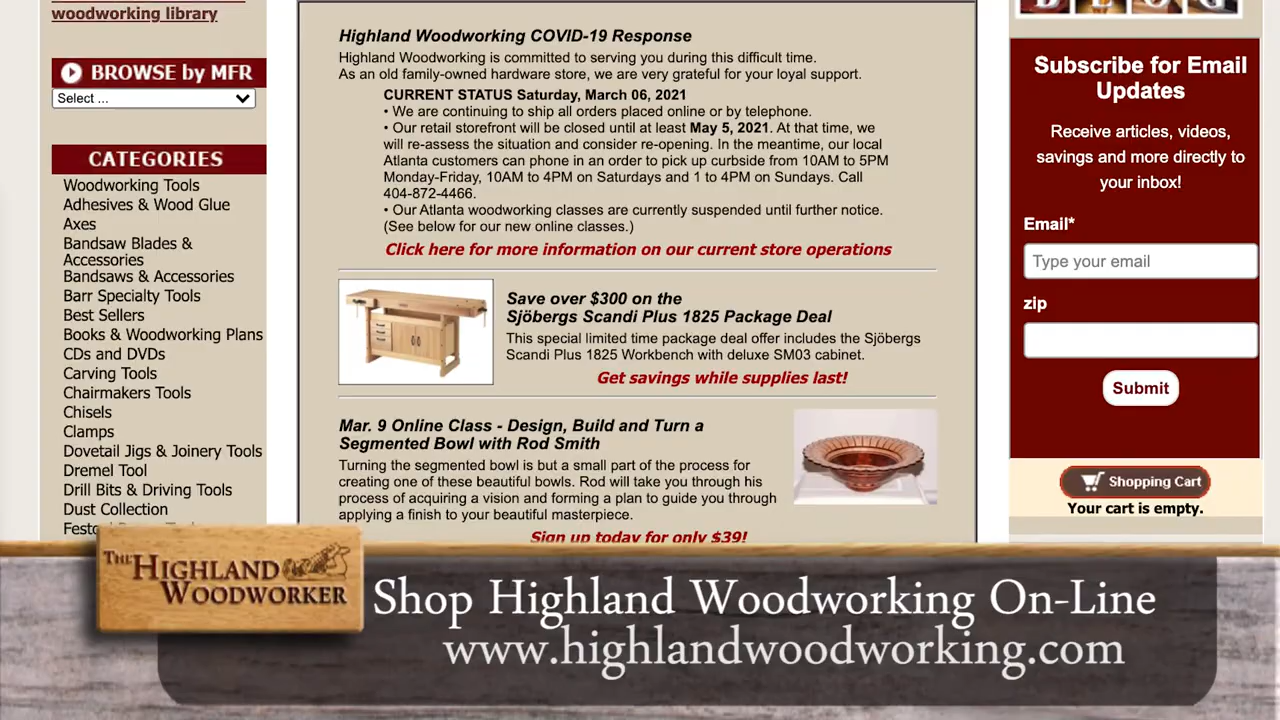 woodworking library
BROWSE by MFR
Select ...
CATEGORIES
Woodworking Tools
Adhesives & Wood Glue
Axes
Bandsaw Blades &
Accessories
Bandsaws & Accessories
Barr Specialty Tools
Best Sellers
Books & Woodworking Plans
CDs and DVDs
Carving Tools
Chairmakers Tools
Chisels
Clamps
Dovetail Jigs & Joinery Tools
Dremel Tool
Drill Bits & Driving Tools
Dust Collection
Highland Woodworking COVID-19 Response
Highland Woodworking is committed to serving you during this difficult time.
As an old family-owned hardware store, we are very grateful for your loyal support.
CURRENT STATUS Saturday, March 06, 2021
• We are continuing to ship all orders placed online or by telephone.
• Our retail storefront will be closed until at least May 5, 2021. At that time, we
will re-assess the situation and consider re-opening. In the meantime, our local
Atlanta customers can phone in an order to pick up curbside from 10AM to 5PM
Monday-Friday, 10AM to 4PM on Saturdays and 1 to 4PM on Sundays. Call
404-872-4466.
• Our Atlanta woodworking classes are currently suspended until further notice.
(See below for our new online classes.)
Click here for more information on our current store operations
Save over $300 on the
Sjöbergs Scandi Plus 1825 Package Deal
This special limited time package deal offer includes the Sjöbergs
Scandi Plus 1825 Workbench with deluxe SM03 cabinet.
Get savings while supplies last!
Mar. 9 Online Class - Design, Build and Turn a
Segmented Bowl with Rod Smith
Turning the segmented bowl is but a small part of the process for
creating one of these beautiful bowls. Rod will take you through his
process of acquiring a vision and forming a plan to guide you through
applying a finish to your beautiful masterpiece.
Sign up today for only $39!
BLOG
Subscribe for Email
Updates
Receive articles, videos,
savings and more directly to
your inbox!
Email*
Type your email
zip
Submit
Shopping Cart
Your cart is empty.
THE HIGHLAND
WOODWORKER
Shop Highland Woodworking On-Line
www.highlandwoodworking.com